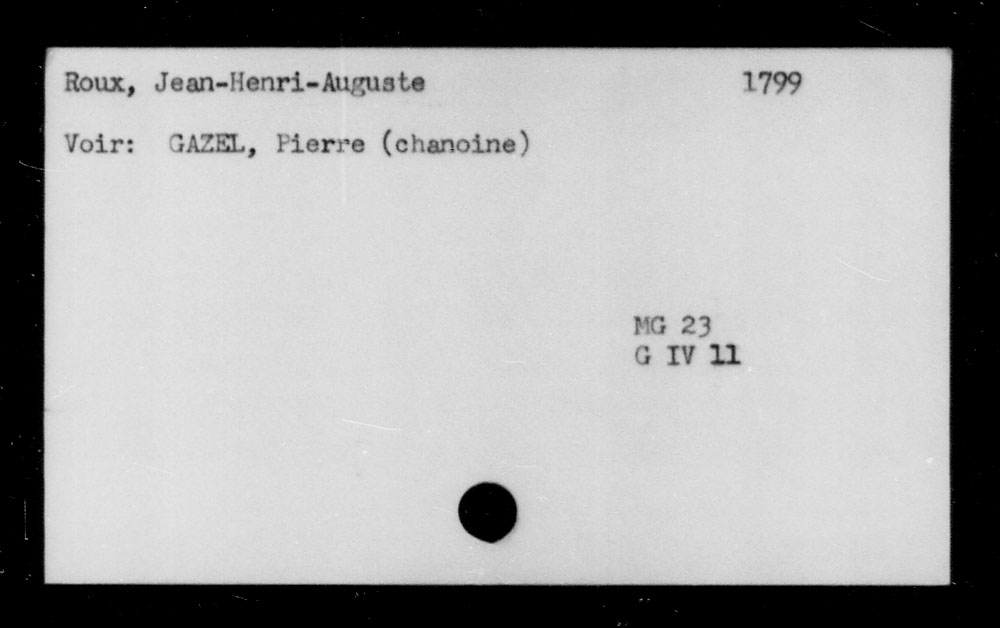 Roux, Jean-Henri-Auguste 1799
Voir: GAZEL, Pierre (chanoine)
MG 23
G IV 11